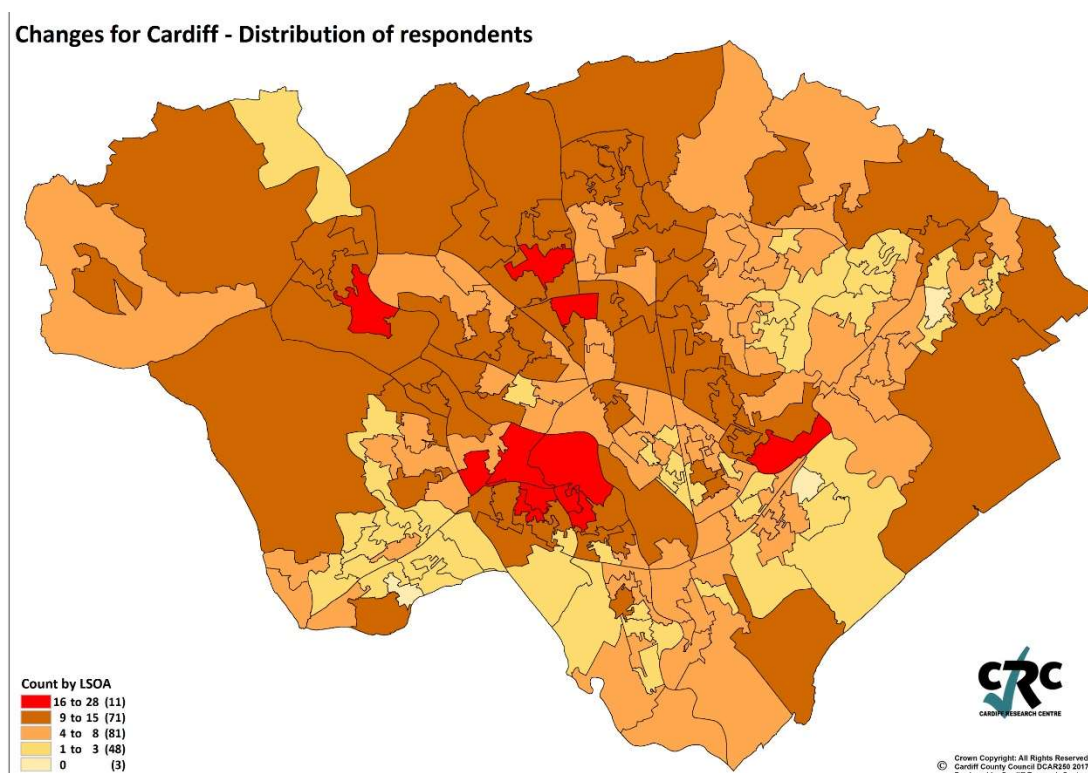 Changes for Cardiff - Distribution of respondents
Count by LSOA
16 to 28 (11)
9 to 15 (71)
4 to 8 (81)
1 to 3 (48)
0 (3)
CRC
CARDIFF RESEARCH CENTRE
© Crown Copyright: All Rights Reserved
Cardiff County Council DCAR250 2017